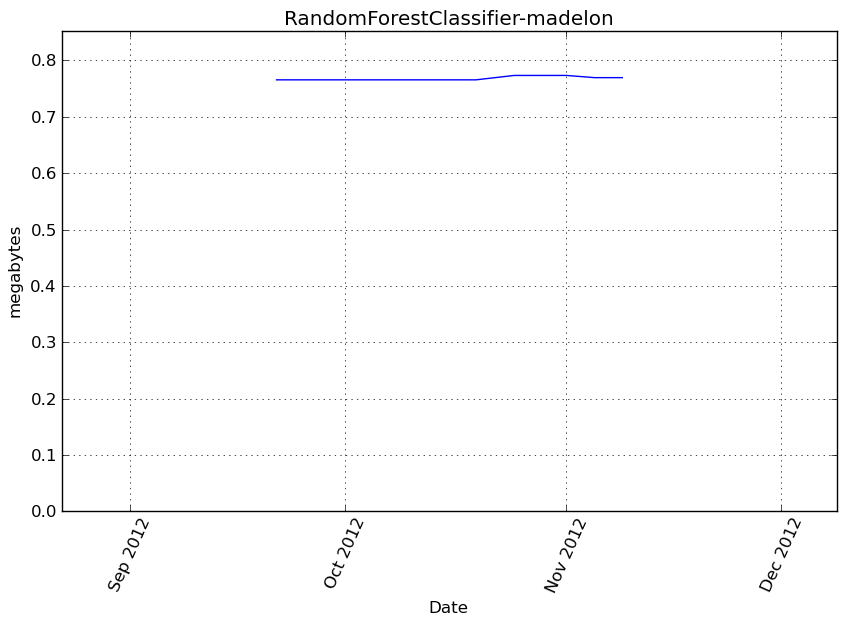 RandomForestClassifier-madelon
0.8
0.7
0.6
0.5
0.4
0.3
0.2
0.1
0.0
megabytes
Sep 2012
Oct 2012
Nov 2012
Dec 2012
Date